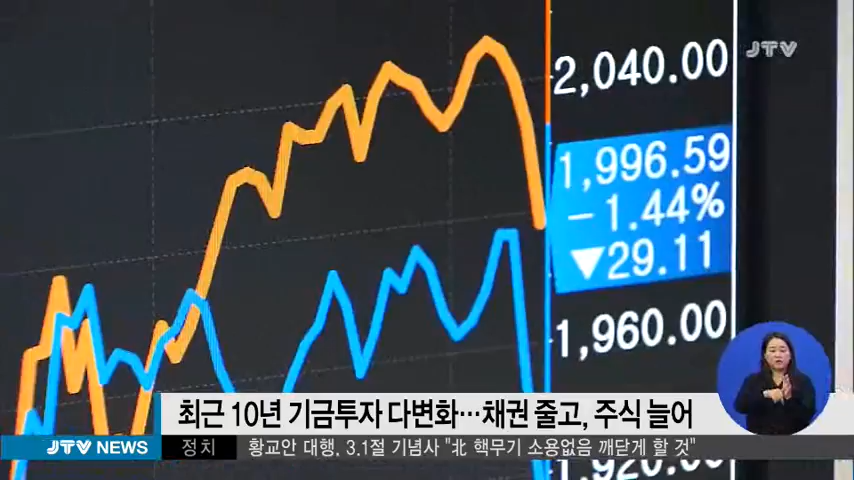 JTV
2,040.00
1,996.59
-1.44%
▼29.11
1,960.00
최근 10년 기금투자 다변화…채권 줄고, 주식 늘어
JTV NEWS 정치 황교안 대행, 3.1절 기념사 "北 핵무기 소용없음 깨닫게 할 것"
1,920.00